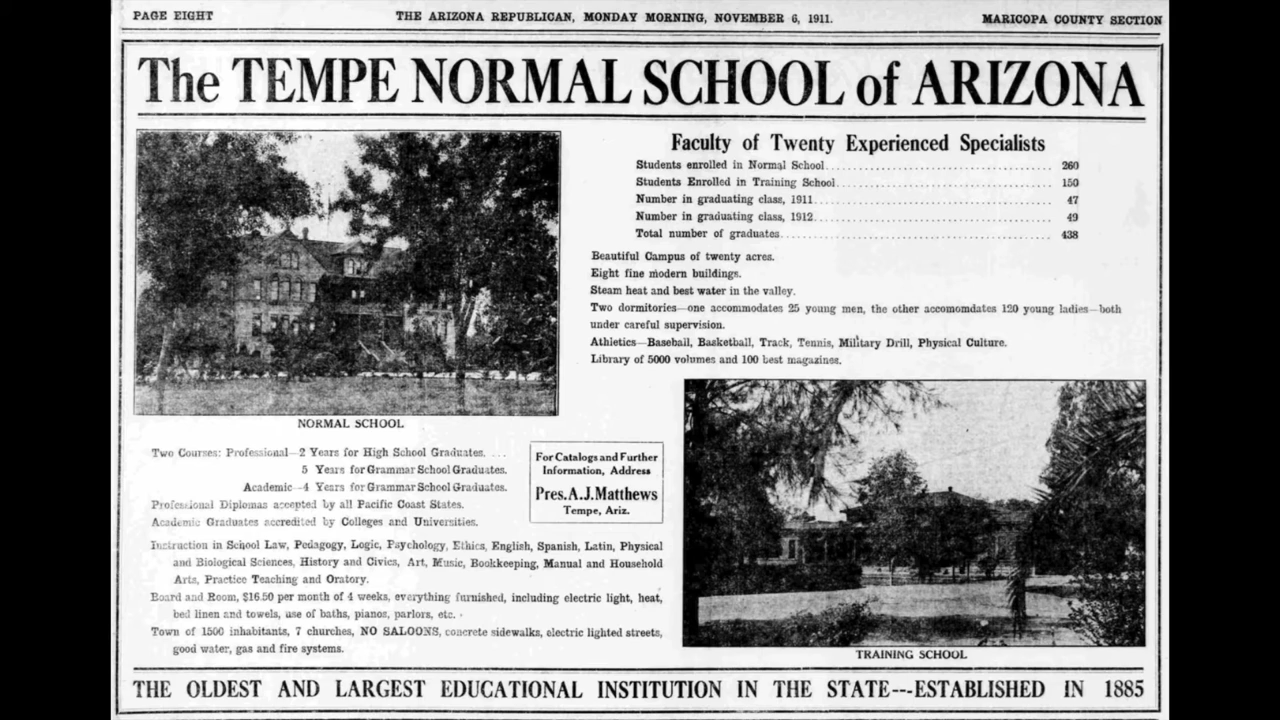 PAGE EIGHT
THE ARIZONA REPUBLICAN, MONDAY MORNING, NOVEMBER 6, 1911.
MARICOPA COUNTY SECTION
The TEMPE NORMAL SCHOOL of ARIZONA
Faculty of Twenty Experienced Specialists
Students enrolled in Normal School 260
Students Enrolled in Training School 150
Number in graduating class, 1911 47
Number in graduating class, 1912 49
Total number of graduates 438
Beautiful Campus of twenty acres.
Eight fine modern buildings.
Steam heat and best water in the valley.
Two dormitories—one accommodates 25 young men, the other accomomdates 120 young ladies—both
under careful supervision.
Athletics—Baseball, Basketball, Track, Tennis, Military Drill, Physical Culture.
Library of 5000 volumes and 100 best magazines.
NORMAL SCHOOL
Two Courses: Professional—2 Years for High School Graduates. ...
5 Years for Grammar School Graduates.
Academic—4 Years for Grammar School Graduates.
Professional Diplomas accepted by all Pacific Coast States.
Academic Graduates accredited by Colleges and Universities.
For Catalogs and Further
Information, Address
Pres. A. J. Matthews
Tempe, Ariz.
Instruction in School Law, Pedagogy, Logic, Psychology, Ethics, English, Spanish, Latin, Physical
and Biological Sciences, History and Civics, Art, Music, Bookkeeping, Manual and Household
Arts, Practice Teaching and Oratory.
Board and Room, $16.50 per month of 4 weeks, everything furnished, including electric light, heat,
bed linen and towels, use of baths, pianos, parlors, etc.
Town of 1500 inhabitants, 7 churches, NO SALOONS, concrete sidewalks, electric lighted streets,
good water, gas and fire systems.
TRAINING SCHOOL
THE OLDEST AND LARGEST EDUCATIONAL INSTITUTION IN THE STATE---ESTABLISHED IN 1885